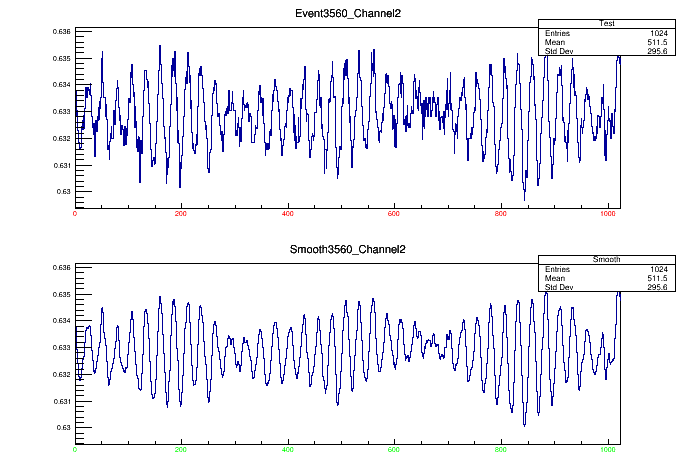 Event3560_Channel2
Test
Entries 1024
Mean 511.5
Std Dev 295.6
0.636
0.635
0.634
0.633
0.632
0.631
0.63
0 200 400 600 800 1000
Smooth3560_Channel2
Smooth
Entries 1024
Mean 511.5
Std Dev 295.6
0.636
0.635
0.634
0.633
0.632
0.631
0.63
0 200 400 600 800 1000